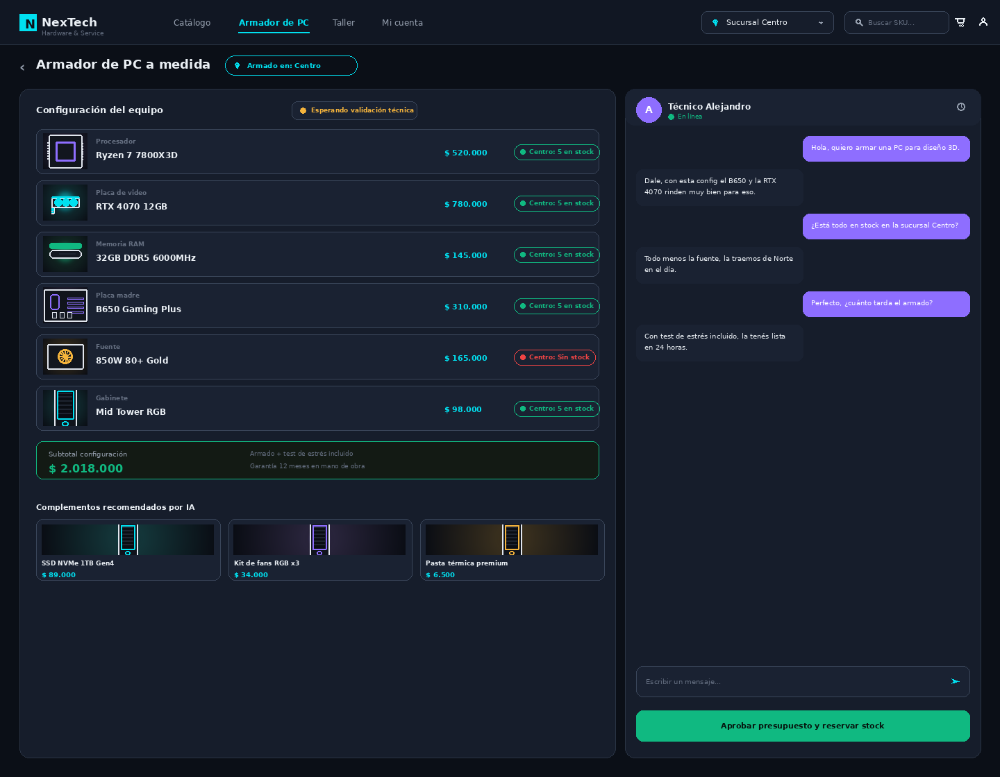 N NexTech
Hardware & Service
Catálogo
Armador de PC
Taller
Mi cuenta
Sucursal Centro
Buscar SKU...
‹ Armador de PC a medida
Armado en: Centro
Configuración del equipo
Esperando validación técnica
Procesador
Ryzen 7 7800X3D
$ 520.000
Centro: 5 en stock
Placa de video
RTX 4070 12GB
$ 780.000
Centro: 5 en stock
Memoria RAM
32GB DDR5 6000MHz
$ 145.000
Centro: 5 en stock
Placa madre
B650 Gaming Plus
$ 310.000
Centro: 5 en stock
Fuente
850W 80+ Gold
$ 165.000
Centro: Sin stock
Gabinete
Mid Tower RGB
$ 98.000
Centro: 5 en stock
Subtotal configuración
$ 2.018.000
Armado + test de estrés incluido
Garantía 12 meses en mano de obra
Complementos recomendados por IA
SSD NVMe 1TB Gen4
$ 89.000
Kit de fans RGB x3
$ 34.000
Pasta térmica premium
$ 6.500
A
Técnico Alejandro
En línea
Hola, quiero armar una PC para diseño 3D.
Dale, con esta config el B650 y la RTX
4070 rinden muy bien para eso.
¿Está todo en stock en la sucursal Centro?
Todo menos la fuente, la traemos de Norte
en el día.
Perfecto, ¿cuánto tarda el armado?
Con test de estrés incluido, la tenés lista
en 24 horas.
Escribir un mensaje...
Aprobar presupuesto y reservar stock